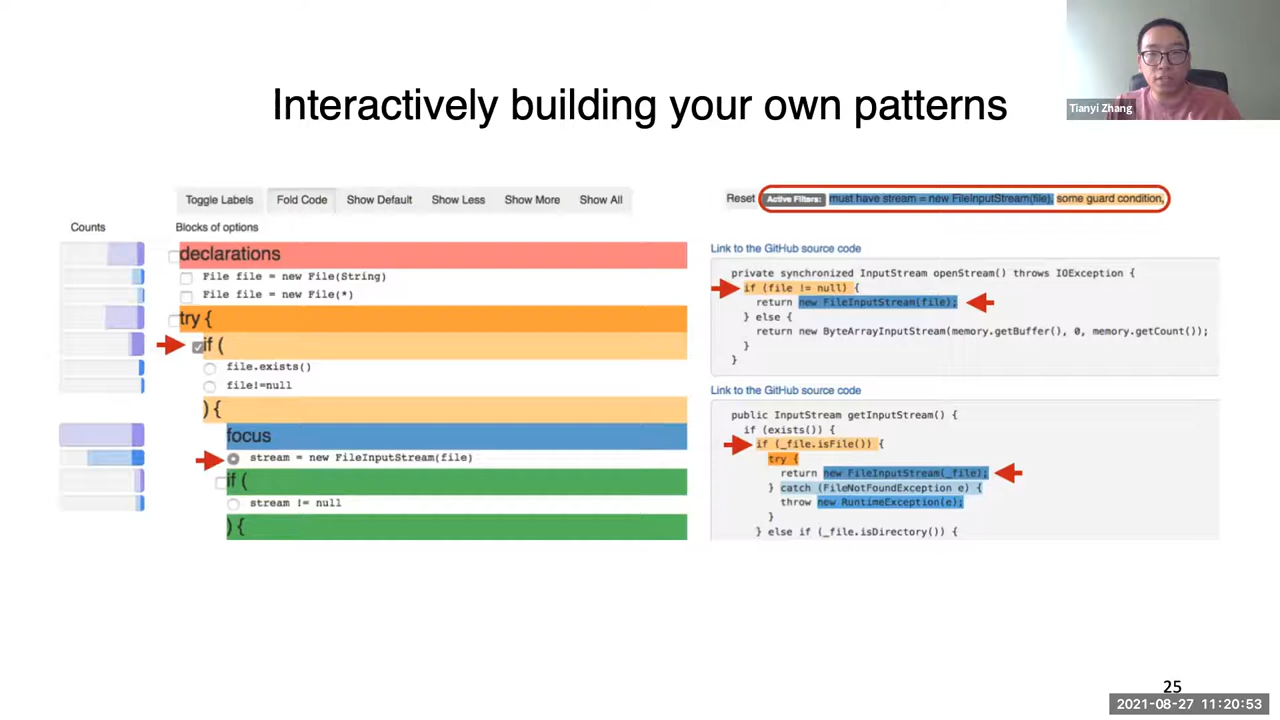 Tianyi Zhang
Interactively building your own patterns
Toggle Labels Fold Code Show Default Show Less Show More Show All
Counts Blocks of options
declarations
File file = new File(String)
File file = new File(*)
try {
if (
file.exists()
file!=null
) {
focus
stream = new FileInputStream(file)
if (
stream != null
) {
Reset Active Filters: must have stream = new FileInputStream(file), some guard condition,
Link to the GitHub source code
private synchronized InputStream openStream() throws IOException {
if (file != null) {
return new FileInputStream(file);
} else {
return new ByteArrayInputStream(memory.getBuffer(), 0, memory.getCount());
}
}
Link to the GitHub source code
public InputStream getInputStream() {
if (exists()) {
if (_file.isFile()) {
try {
return new FileInputStream(_file);
} catch (FileNotFoundException e) {
throw new RuntimeException(e);
}
} else if (_file.isDirectory()) {
25
2021-08-27 11:20:53